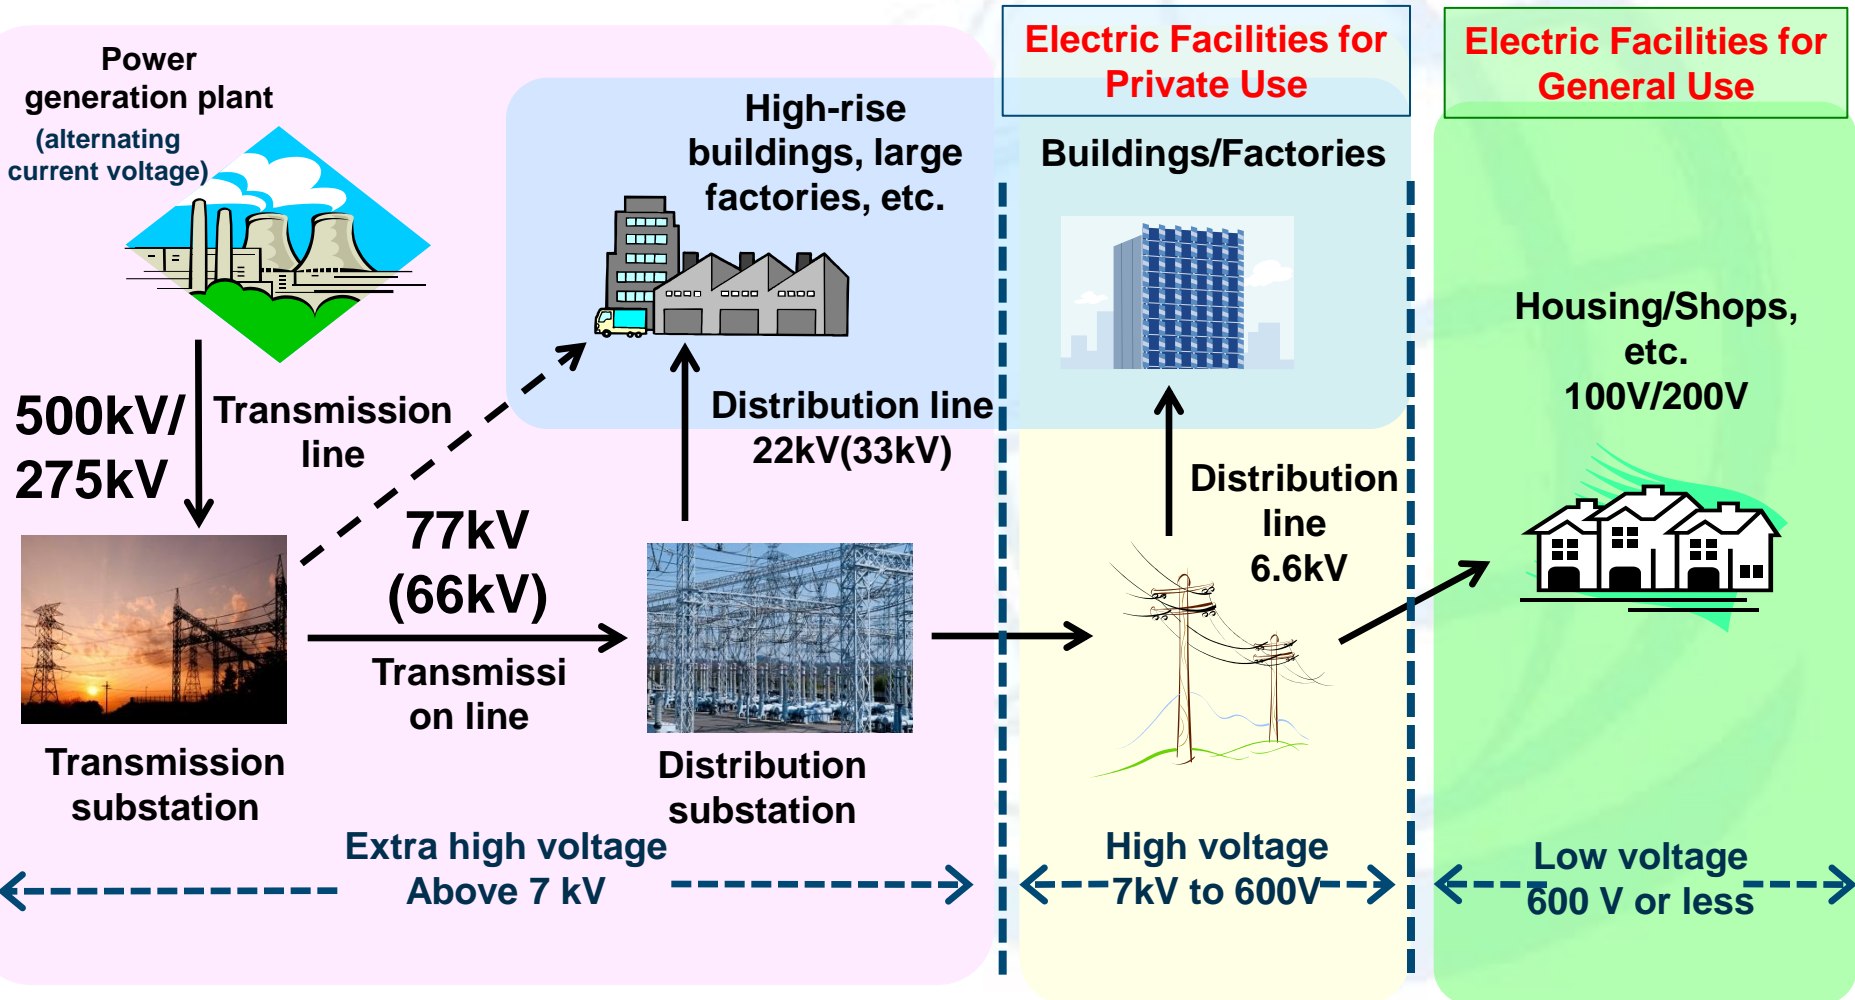 Power
generation plant
(alternating
current voltage)
500kV/
275kV
Transmission
line
Transmission
substation
77kV
(66kV)
Transmissi
on line
High-rise
buildings, large
factories, etc.
Distribution line
22kV(33kV)
Distribution
substation
Extra high voltage
Above 7 kV
Electric Facilities for
Private Use
Buildings/Factories
Distribution
line
6.6kV
High voltage
7kV to 600V
Electric Facilities for
General Use
Housing/Shops,
etc.
100V/200V
Low voltage
600 V or less